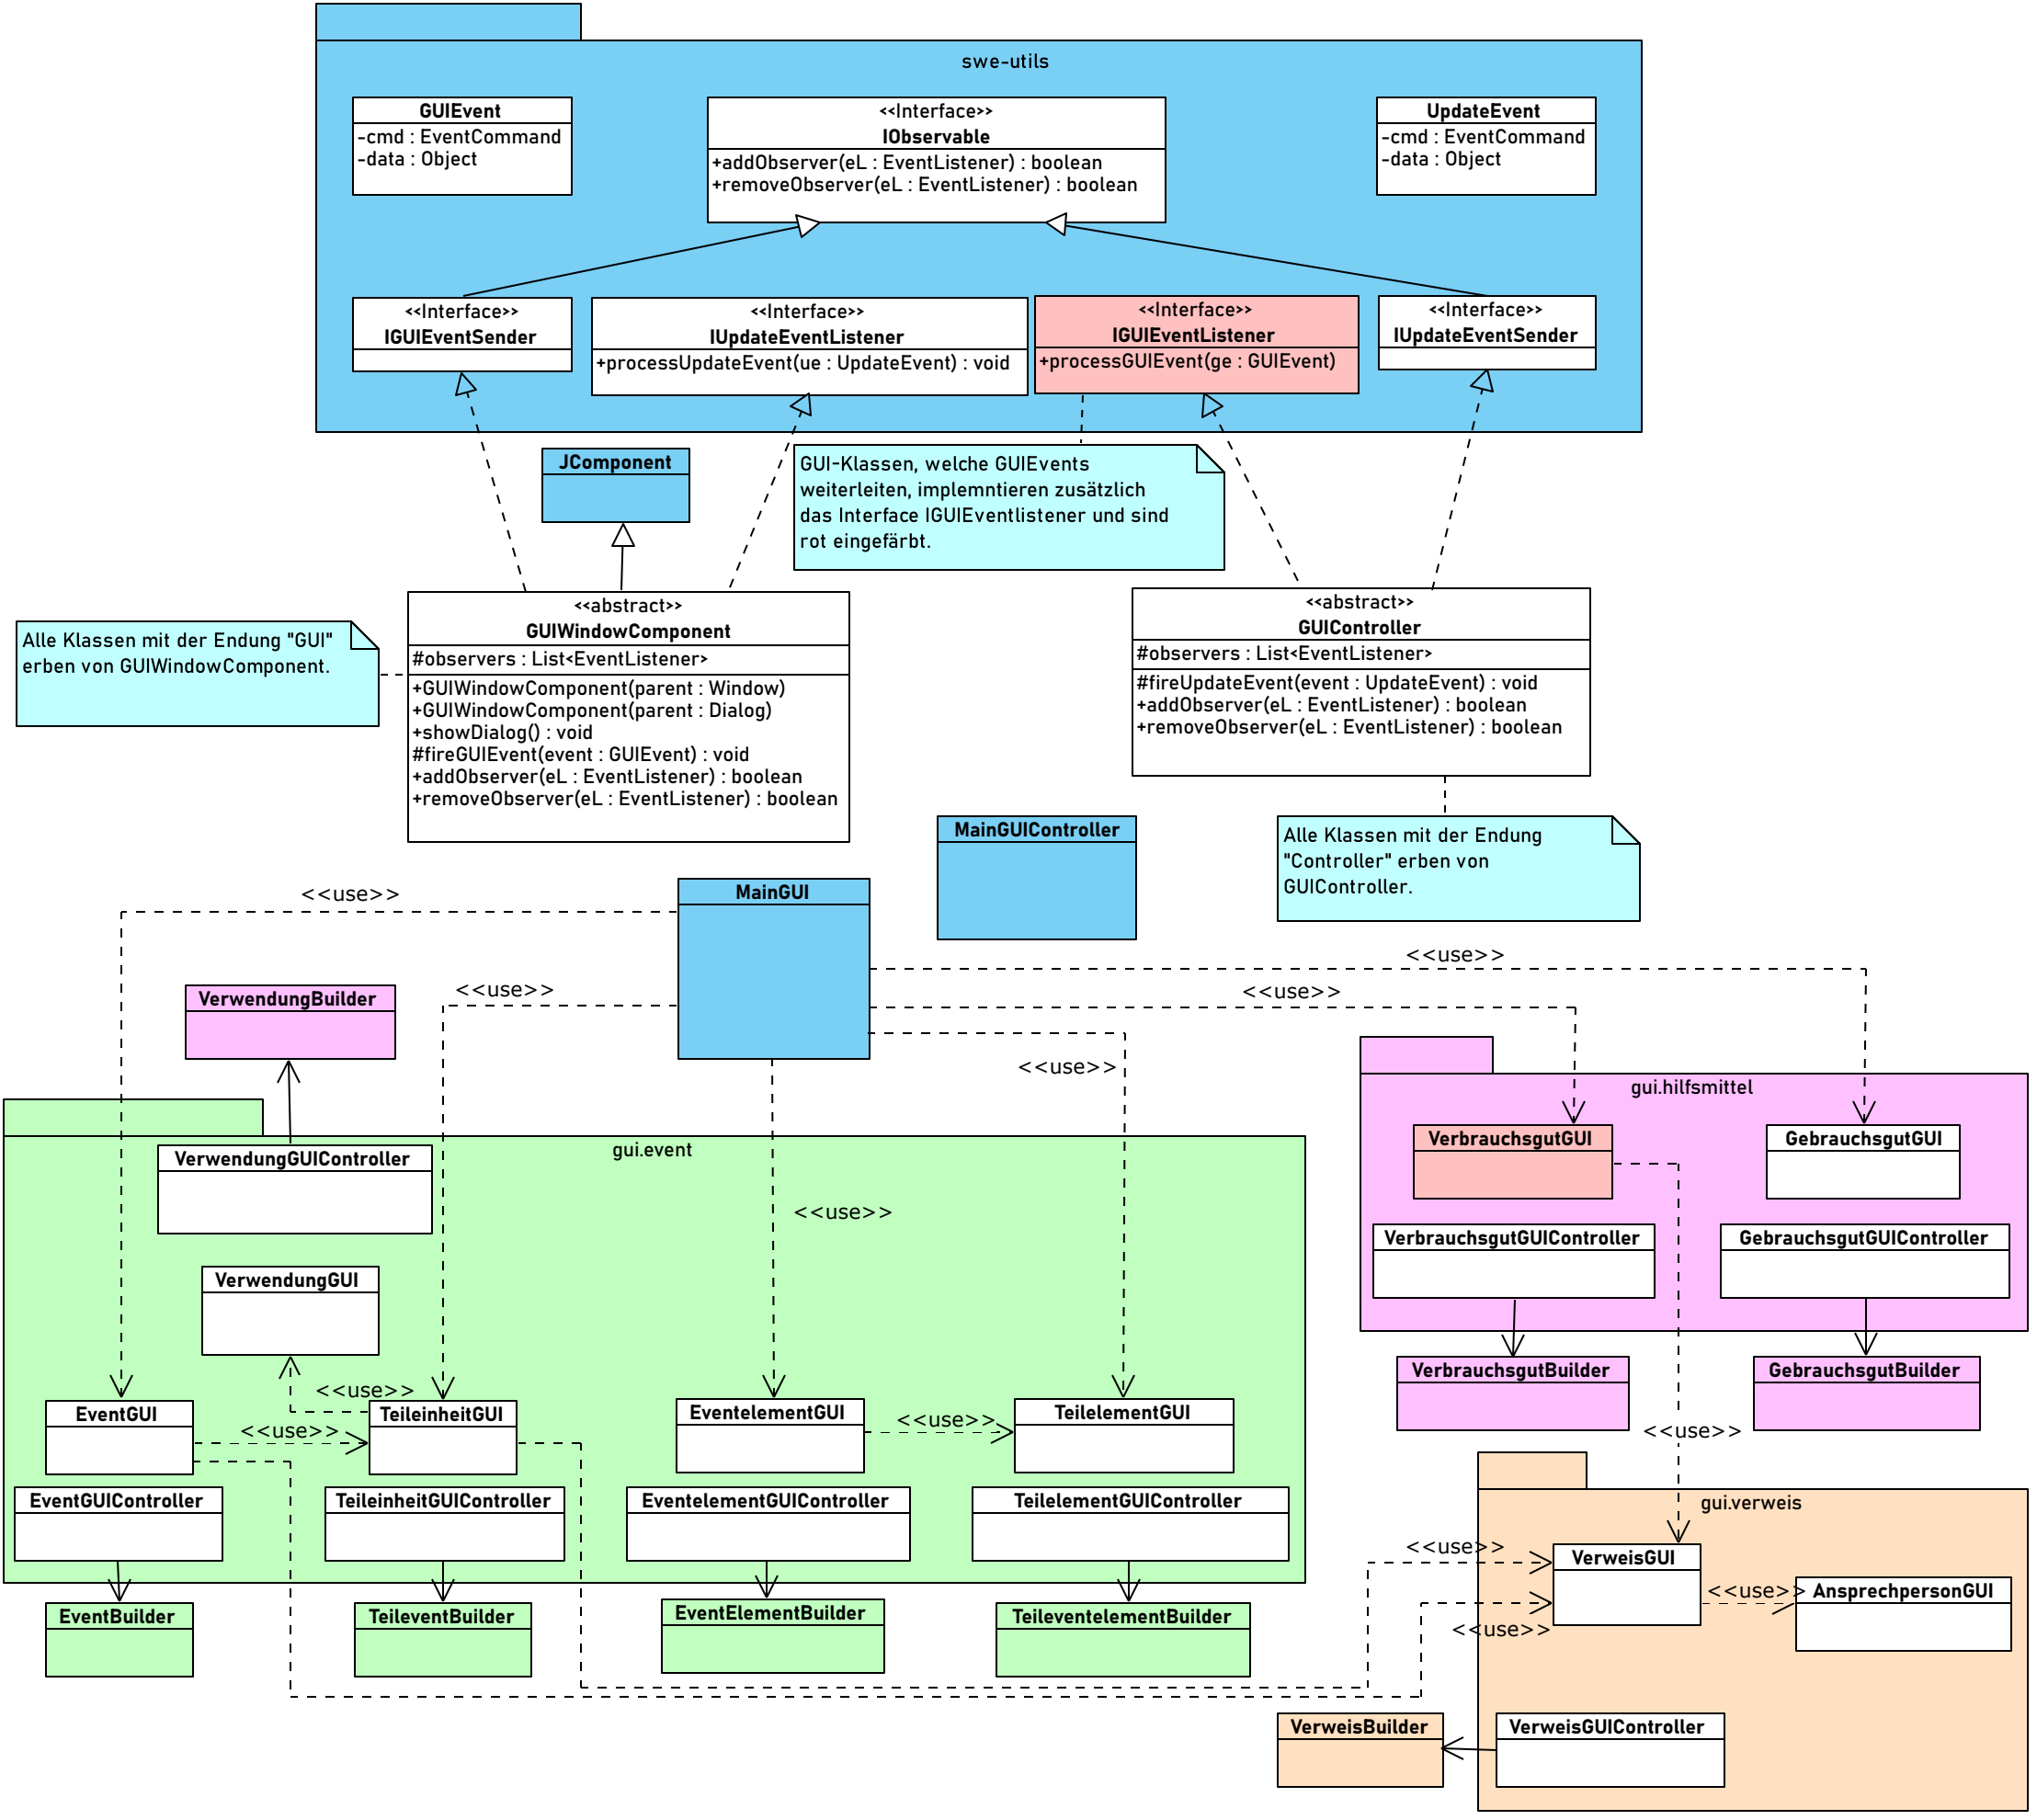 swe-utils
GUIEvent
-cmd : EventCommand
-data : Object
<<Interface>>
IObservable
+addObserver(eL : EventListener) : boolean
+removeObserver(eL : EventListener) : boolean
UpdateEvent
-cmd : EventCommand
-data : Object
<<Interface>>
IGUIEventSender
<<Interface>>
IUpdateEventListener
+processUpdateEvent(ue : UpdateEvent) : void
<<Interface>>
IGUIEventListener
+processGUIEvent(ge : GUIEvent)
<<Interface>>
IUpdateEventSender
JComponent
GUI-Klassen, welche GUIEvents
weiterleiten, implemntieren zusätzlich
das Interface IGUIEventlistener und sind
rot eingefärbt.
Alle Klassen mit der Endung "GUI"
erben von GUIWindowComponent.
<<abstract>>
GUIWindowComponent
#observers : List<EventListener>
+GUIWindowComponent(parent : Window)
+GUIWindowComponent(parent : Dialog)
+showDialog() : void
#fireGUIEvent(event : GUIEvent) : void
+addObserver(eL : EventListener) : boolean
+removeObserver(eL : EventListener) : boolean
<<abstract>>
GUIController
#observers : List<EventListener>
#fireUpdateEvent(event : UpdateEvent) : void
+addObserver(eL : EventListener) : boolean
+removeObserver(eL : EventListener) : boolean
MainGUIController
Alle Klassen mit der Endung
"Controller" erben von
GUIController.
MainGUI
<<use>>
<<use>>
<<use>>
<<use>>
<<use>>
<<use>>
VerwendungBuilder
gui.event
VerwendungGUIController
VerwendungGUI
<<use>>
<<use>>
EventGUI
TeileinheitGUI
EventelementGUI
<<use>>
TeilelementGUI
EventGUIController
TeileinheitGUIController
EventelementGUIController
TeilelementGUIController
EventBuilder
TeileventBuilder
EventElementBuilder
TeileventelementBuilder
gui.hilfsmittel
VerbrauchsgutGUI
GebrauchsgutGUI
VerbrauchsgutGUIController
GebrauchsgutGUIController
VerbrauchsgutBuilder
GebrauchsgutBuilder
<<use>>
gui.verweis
<<use>>
VerweisGUI
<<use>>
AnsprechpersonGUI
<<use>>
VerweisBuilder
VerweisGUIController